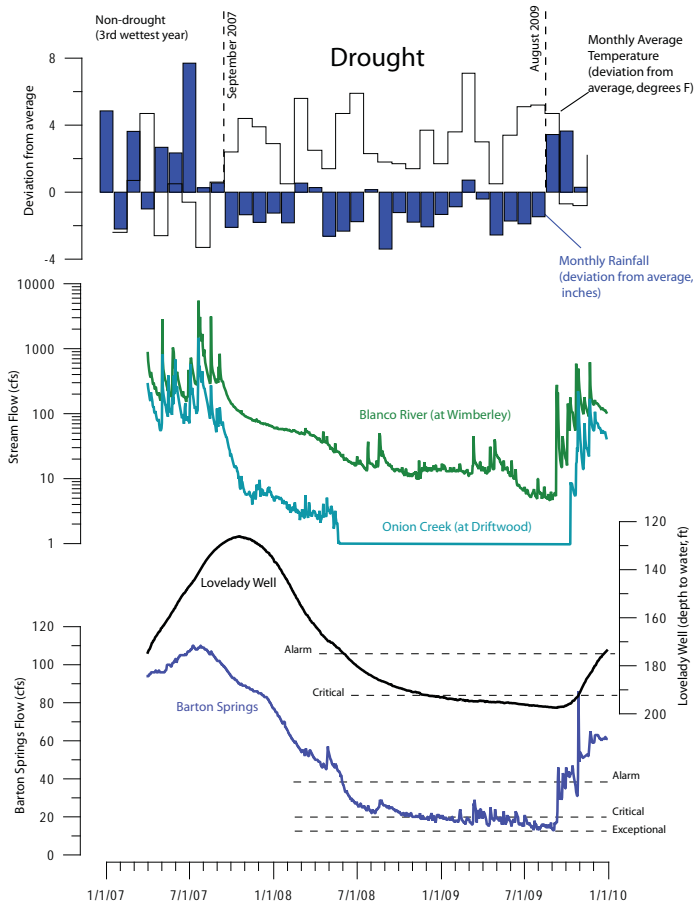 Non-drought
(3rd wettest year)
September 2007
Drought
August 2009
Monthly Average
Temperature
(deviation from
average, degrees F)
Deviation from average
8
4
0
-4
Monthly Rainfall
(deviation from average,
inches)
Stream Flow (cfs)
10000
1000
100
10
1
Blanco River (at Wimberley)
Onion Creek (at Driftwood)
Lovelady Well
Lovelady Well (depth to water, ft)
120
140
160
180
200
Alarm
Critical
Barton Springs Flow (cfs)
120
100
80
60
40
20
0
Barton Springs
Alarm
Critical
Exceptional
1/1/07
7/1/07
1/1/08
7/1/08
1/1/09
7/1/09
1/1/10